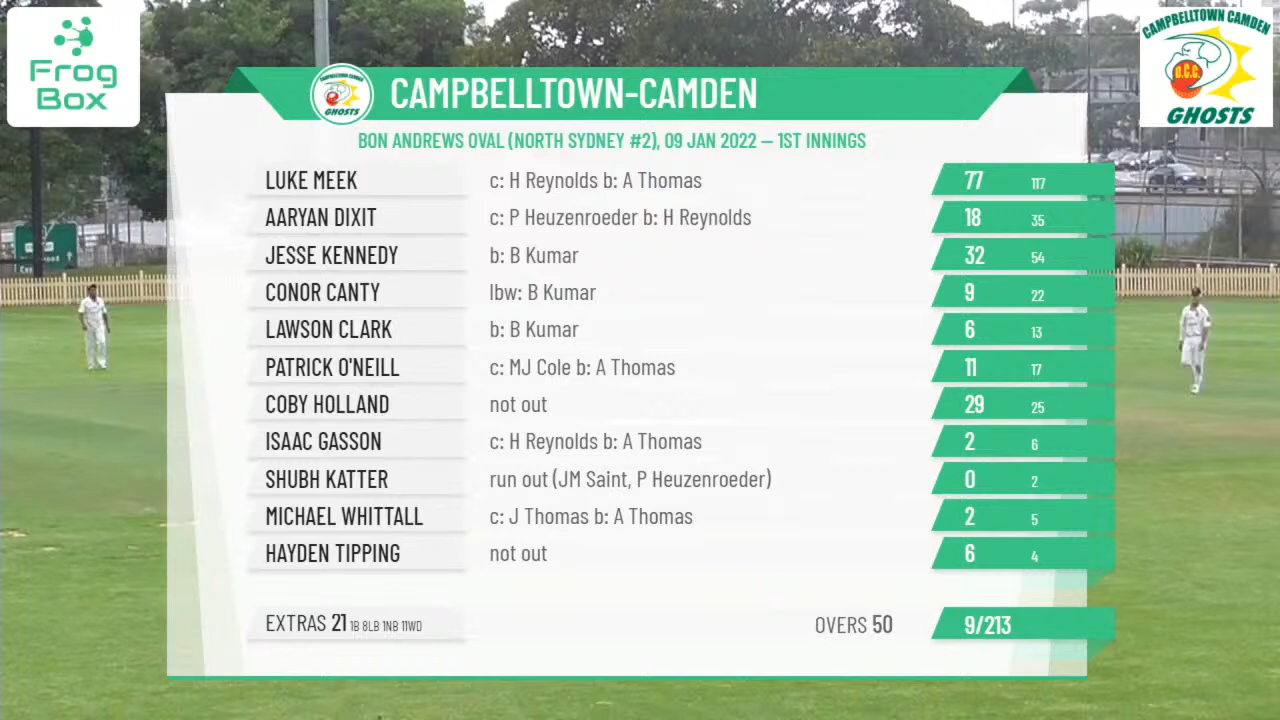 Frog
Box
CAMPBELLTOWN CAMDEN
D.C.C.
GHOSTS
CAMPBELLTOWN CAMDEN
GHOSTS
CAMPBELLTOWN-CAMDEN
BON ANDREWS OVAL (NORTH SYDNEY #2), 09 JAN 2022 – 1ST INNINGS
LUKE MEEK c: H Reynolds b: A Thomas 77 117
AARYAN DIXIT c: P Heuzenroeder b: H Reynolds 18 35
JESSE KENNEDY b: B Kumar 32 54
CONOR CANTY lbw: B Kumar 9 22
LAWSON CLARK b: B Kumar 6 13
PATRICK O'NEILL c: MJ Cole b: A Thomas 11 17
COBY HOLLAND not out 29 25
ISAAC GASSON c: H Reynolds b: A Thomas 2 6
SHUBH KATTER run out (JM Saint, P Heuzenroeder) 0 2
MICHAEL WHITTALL c: J Thomas b: A Thomas 2 5
HAYDEN TIPPING not out 6 4
EXTRAS 21 1B 8LB 1NB 11WD OVERS 50 9/213